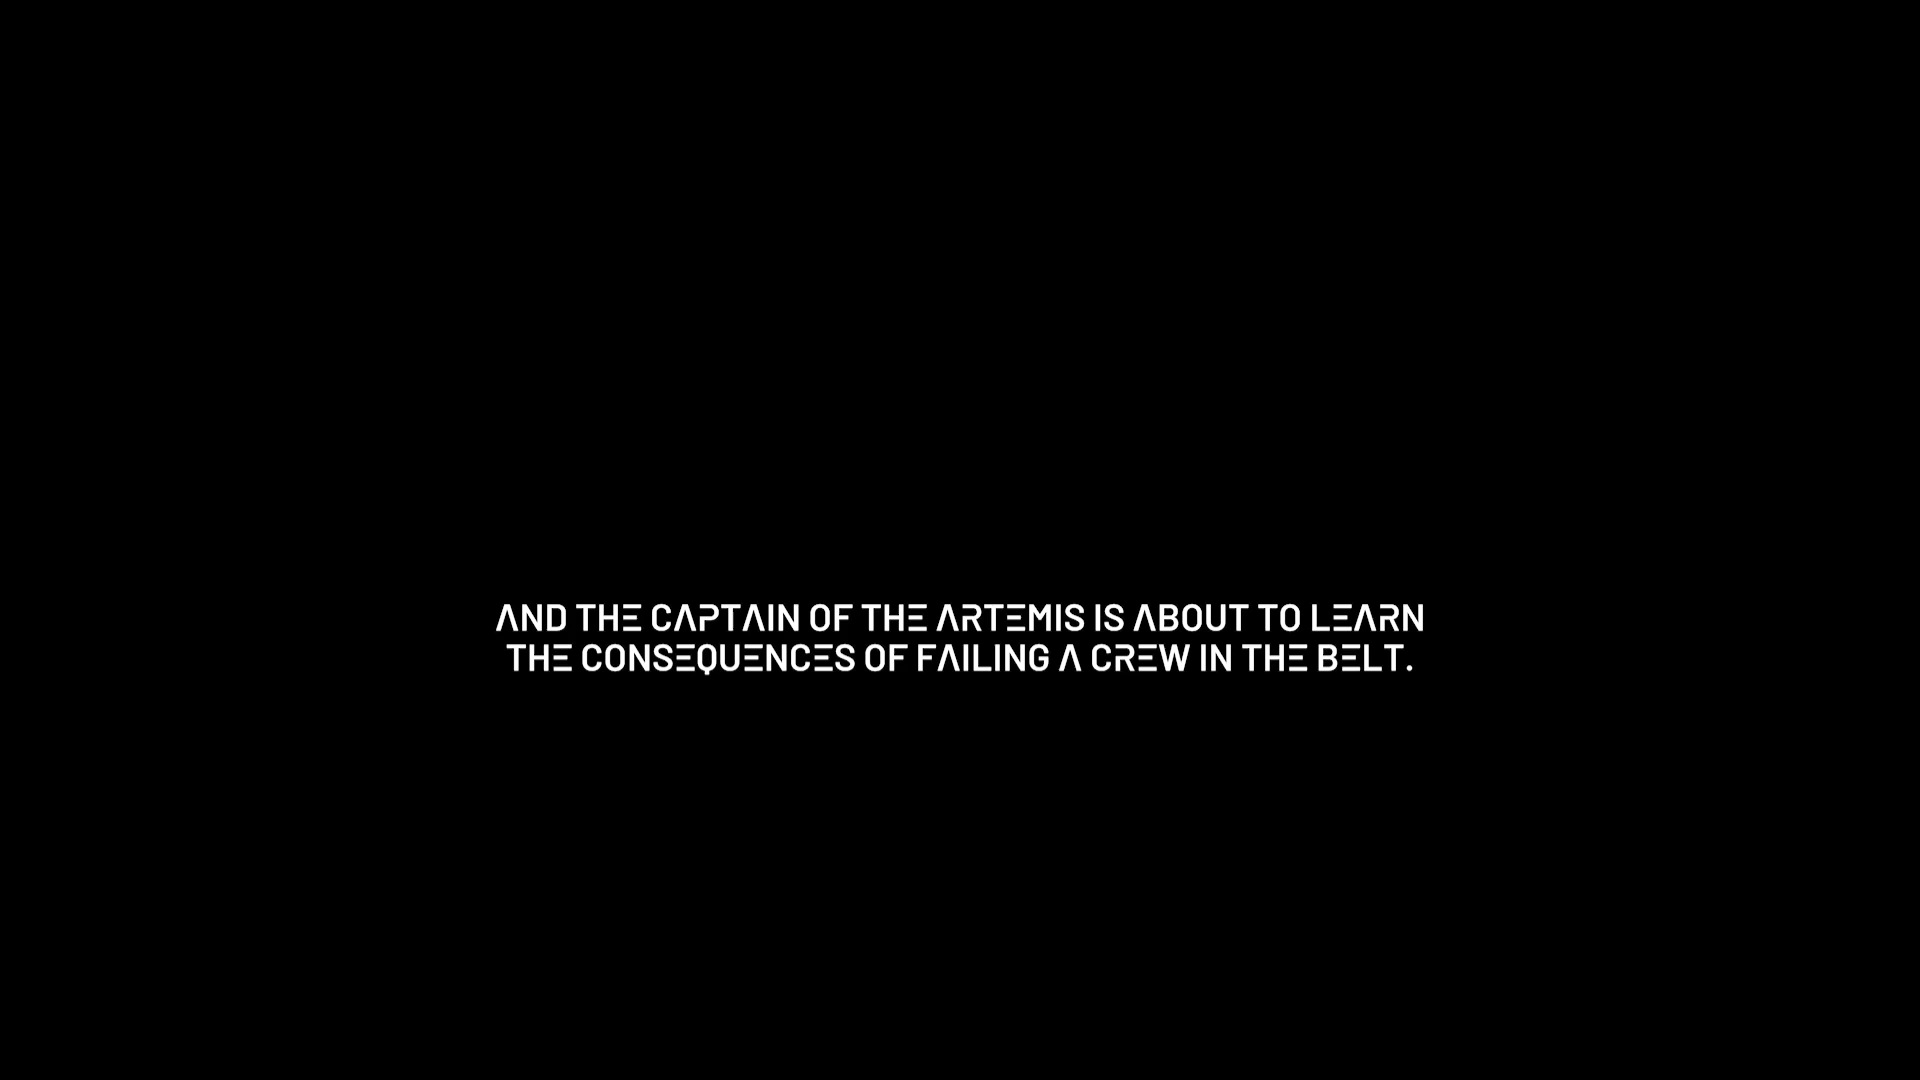 AND THE CAPTAIN OF THE ARTEMIS IS ABOUT TO LEARN
THE CONSEQUENCES OF FAILING A CREW IN THE BELT.